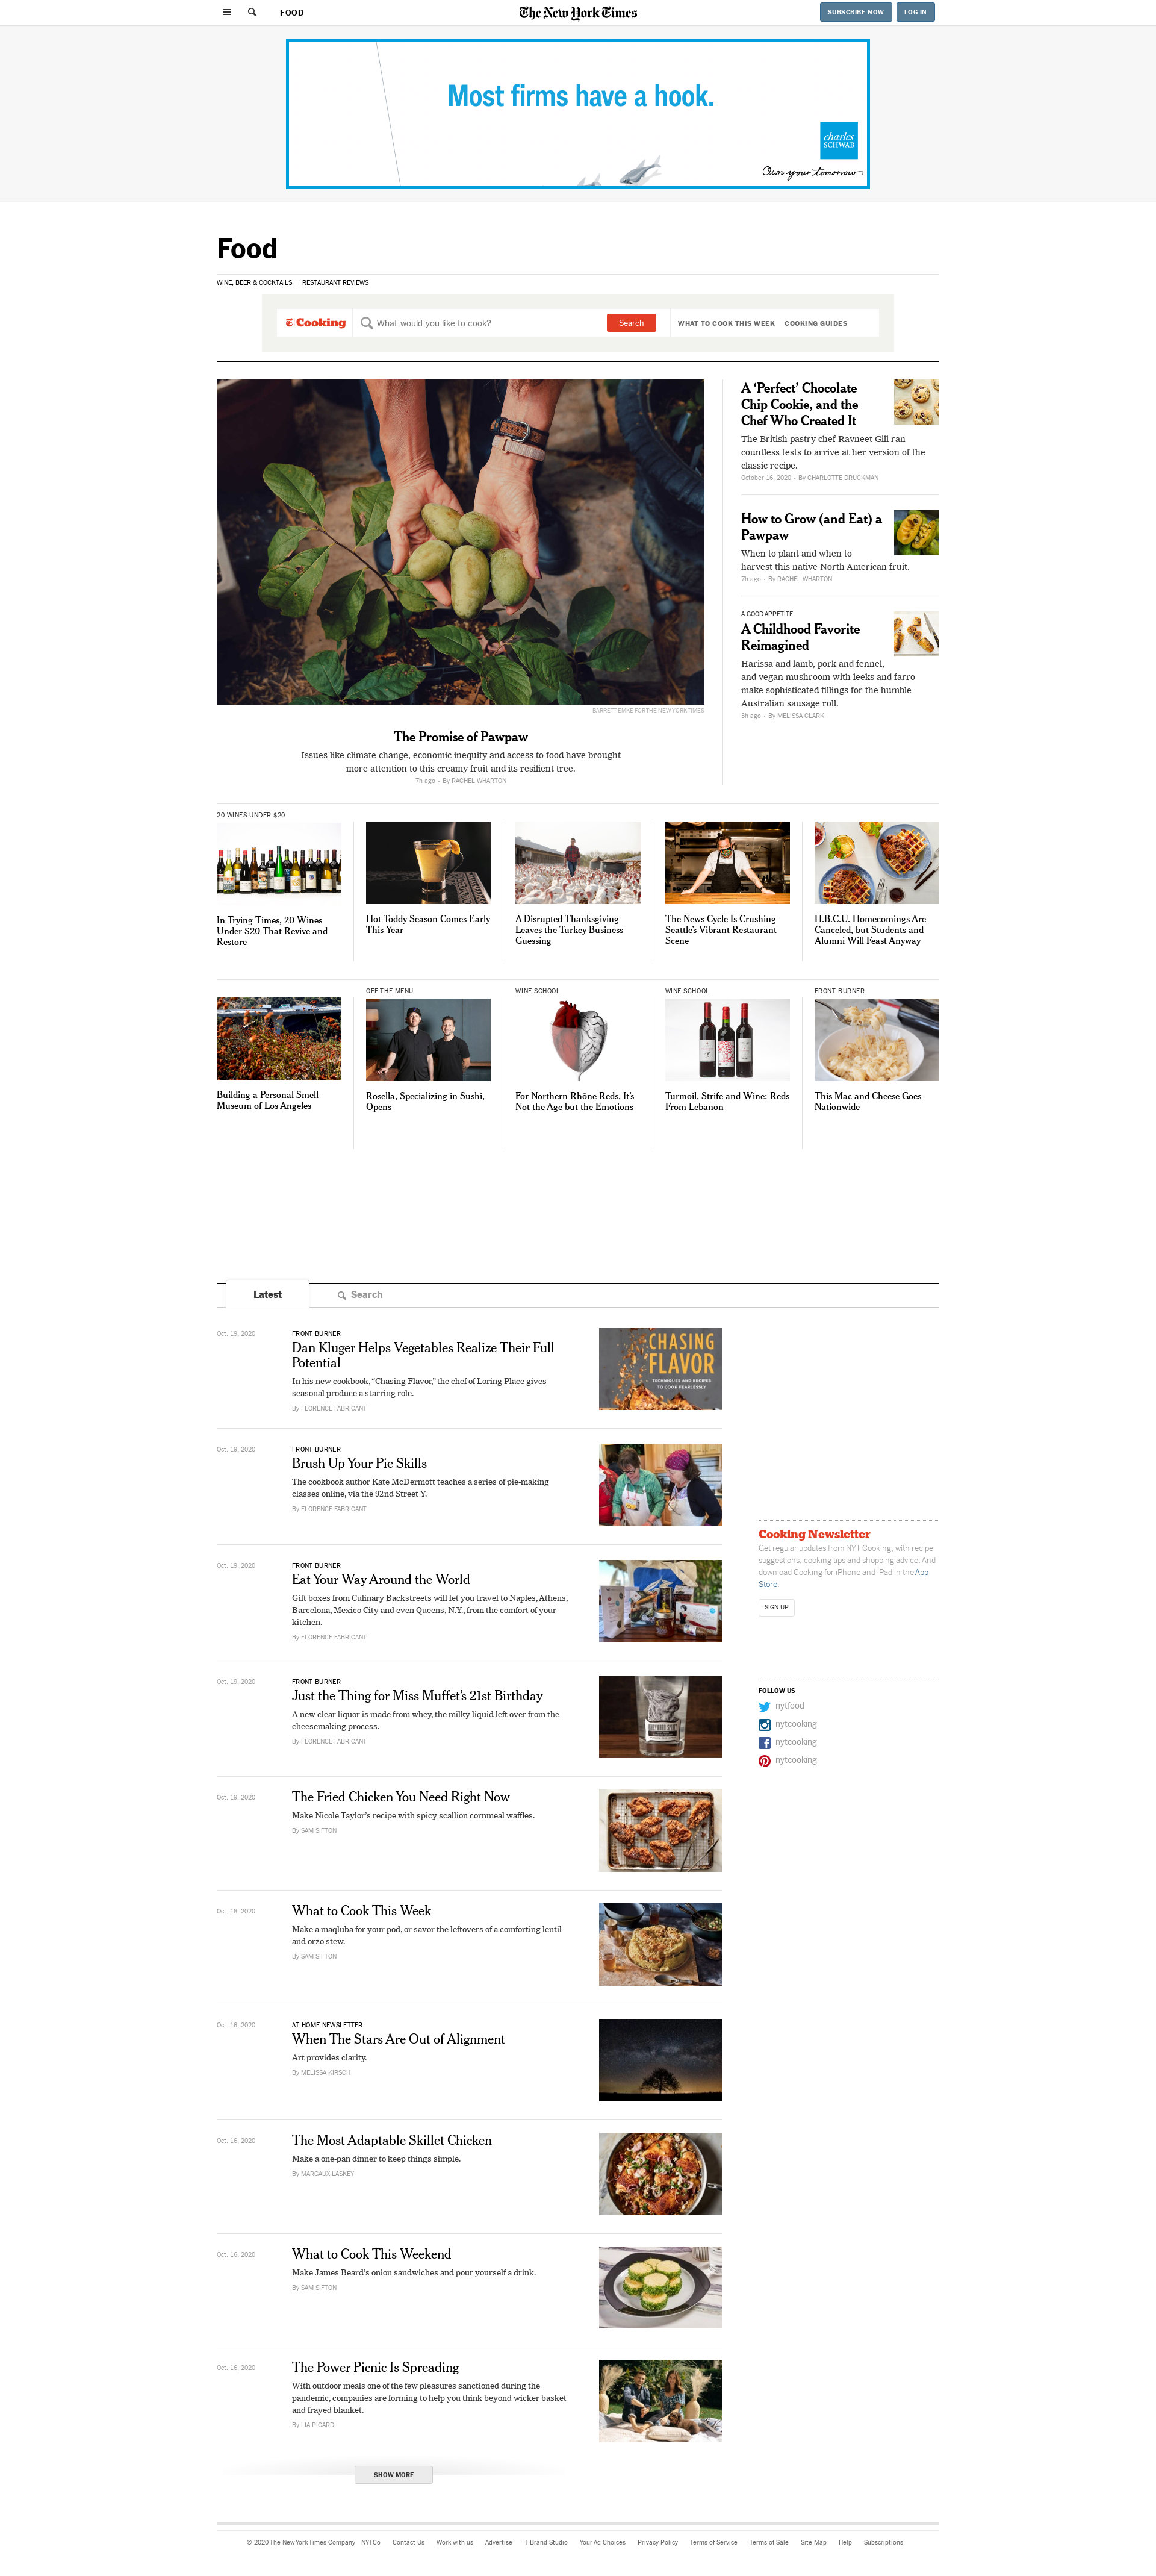 FOOD
The New York Times
SUBSCRIBE NOW
LOG IN
Most firms have a hook.
charles
SCHWAB
Own your tomorrow
Food
WINE, BEER & COCKTAILS | RESTAURANT REVIEWS
Cooking
What would you like to cook?
Search
WHAT TO COOK THIS WEEK
COOKING GUIDES
BARRETT EMKE FOR THE NEW YORK TIMES
The Promise of Pawpaw
Issues like climate change, economic inequity and access to food have brought
more attention to this creamy fruit and its resilient tree.
7h ago • By RACHEL WHARTON
A ‘Perfect’ Chocolate
Chip Cookie, and the
Chef Who Created It
The British pastry chef Ravneet Gill ran
countless tests to arrive at her version of the
classic recipe.
October 16, 2020 • By CHARLOTTE DRUCKMAN
How to Grow (and Eat) a
Pawpaw
When to plant and when to
harvest this native North American fruit.
7h ago • By RACHEL WHARTON
A GOOD APPETITE
A Childhood Favorite
Reimagined
Harissa and lamb, pork and fennel,
and vegan mushroom with leeks and farro
make sophisticated fillings for the humble
Australian sausage roll.
3h ago • By MELISSA CLARK
20 WINES UNDER $20
In Trying Times, 20 Wines
Under $20 That Revive and
Restore
Hot Toddy Season Comes Early
This Year
A Disrupted Thanksgiving
Leaves the Turkey Business
Guessing
The News Cycle Is Crushing
Seattle’s Vibrant Restaurant
Scene
H.B.C.U. Homecomings Are
Canceled, but Students and
Alumni Will Feast Anyway
Building a Personal Smell
Museum of Los Angeles
OFF THE MENU
Rosella, Specializing in Sushi,
Opens
WINE SCHOOL
For Northern Rhône Reds, It’s
Not the Age but the Emotions
WINE SCHOOL
Turmoil, Strife and Wine: Reds
From Lebanon
FRONT BURNER
This Mac and Cheese Goes
Nationwide
Latest
Search
Oct. 19, 2020
FRONT BURNER
Dan Kluger Helps Vegetables Realize Their Full
Potential
In his new cookbook, “Chasing Flavor,” the chef of Loring Place gives
seasonal produce a starring role.
By FLORENCE FABRICANT
CHASING
FLAVOR
TECHNIQUES AND RECIPES
TO COOK FEARLESSLY
Oct. 19, 2020
FRONT BURNER
Brush Up Your Pie Skills
The cookbook author Kate McDermott teaches a series of pie-making
classes online, via the 92nd Street Y.
By FLORENCE FABRICANT
Oct. 19, 2020
FRONT BURNER
Eat Your Way Around the World
Gift boxes from Culinary Backstreets will let you travel to Naples, Athens,
Barcelona, Mexico City and even Queens, N.Y., from the comfort of your
kitchen.
By FLORENCE FABRICANT
Oct. 19, 2020
FRONT BURNER
Just the Thing for Miss Muffet’s 21st Birthday
A new clear liquor is made from whey, the milky liquid left over from the
cheesemaking process.
By FLORENCE FABRICANT
Oct. 19, 2020
The Fried Chicken You Need Right Now
Make Nicole Taylor’s recipe with spicy scallion cornmeal waffles.
By SAM SIFTON
Oct. 18, 2020
What to Cook This Week
Make a maqluba for your pod, or savor the leftovers of a comforting lentil
and orzo stew.
By SAM SIFTON
Oct. 16, 2020
AT HOME NEWSLETTER
When The Stars Are Out of Alignment
Art provides clarity.
By MELISSA KIRSCH
Oct. 16, 2020
The Most Adaptable Skillet Chicken
Make a one-pan dinner to keep things simple.
By MARGAUX LASKEY
Oct. 16, 2020
What to Cook This Weekend
Make James Beard’s onion sandwiches and pour yourself a drink.
By SAM SIFTON
Oct. 16, 2020
The Power Picnic Is Spreading
With outdoor meals one of the few pleasures sanctioned during the
pandemic, companies are forming to help you think beyond wicker basket
and frayed blanket.
By LIA PICARD
SHOW MORE
Cooking Newsletter
Get regular updates from NYT Cooking, with recipe
suggestions, cooking tips and shopping advice. And
download Cooking for iPhone and iPad in the App
Store.
SIGN UP
FOLLOW US
nytfood
nytcooking
nytcooking
nytcooking
© 2020 The New York Times Company NYTCo Contact Us Work with us Advertise T Brand Studio Your Ad Choices Privacy Policy Terms of Service Terms of Sale Site Map Help Subscriptions